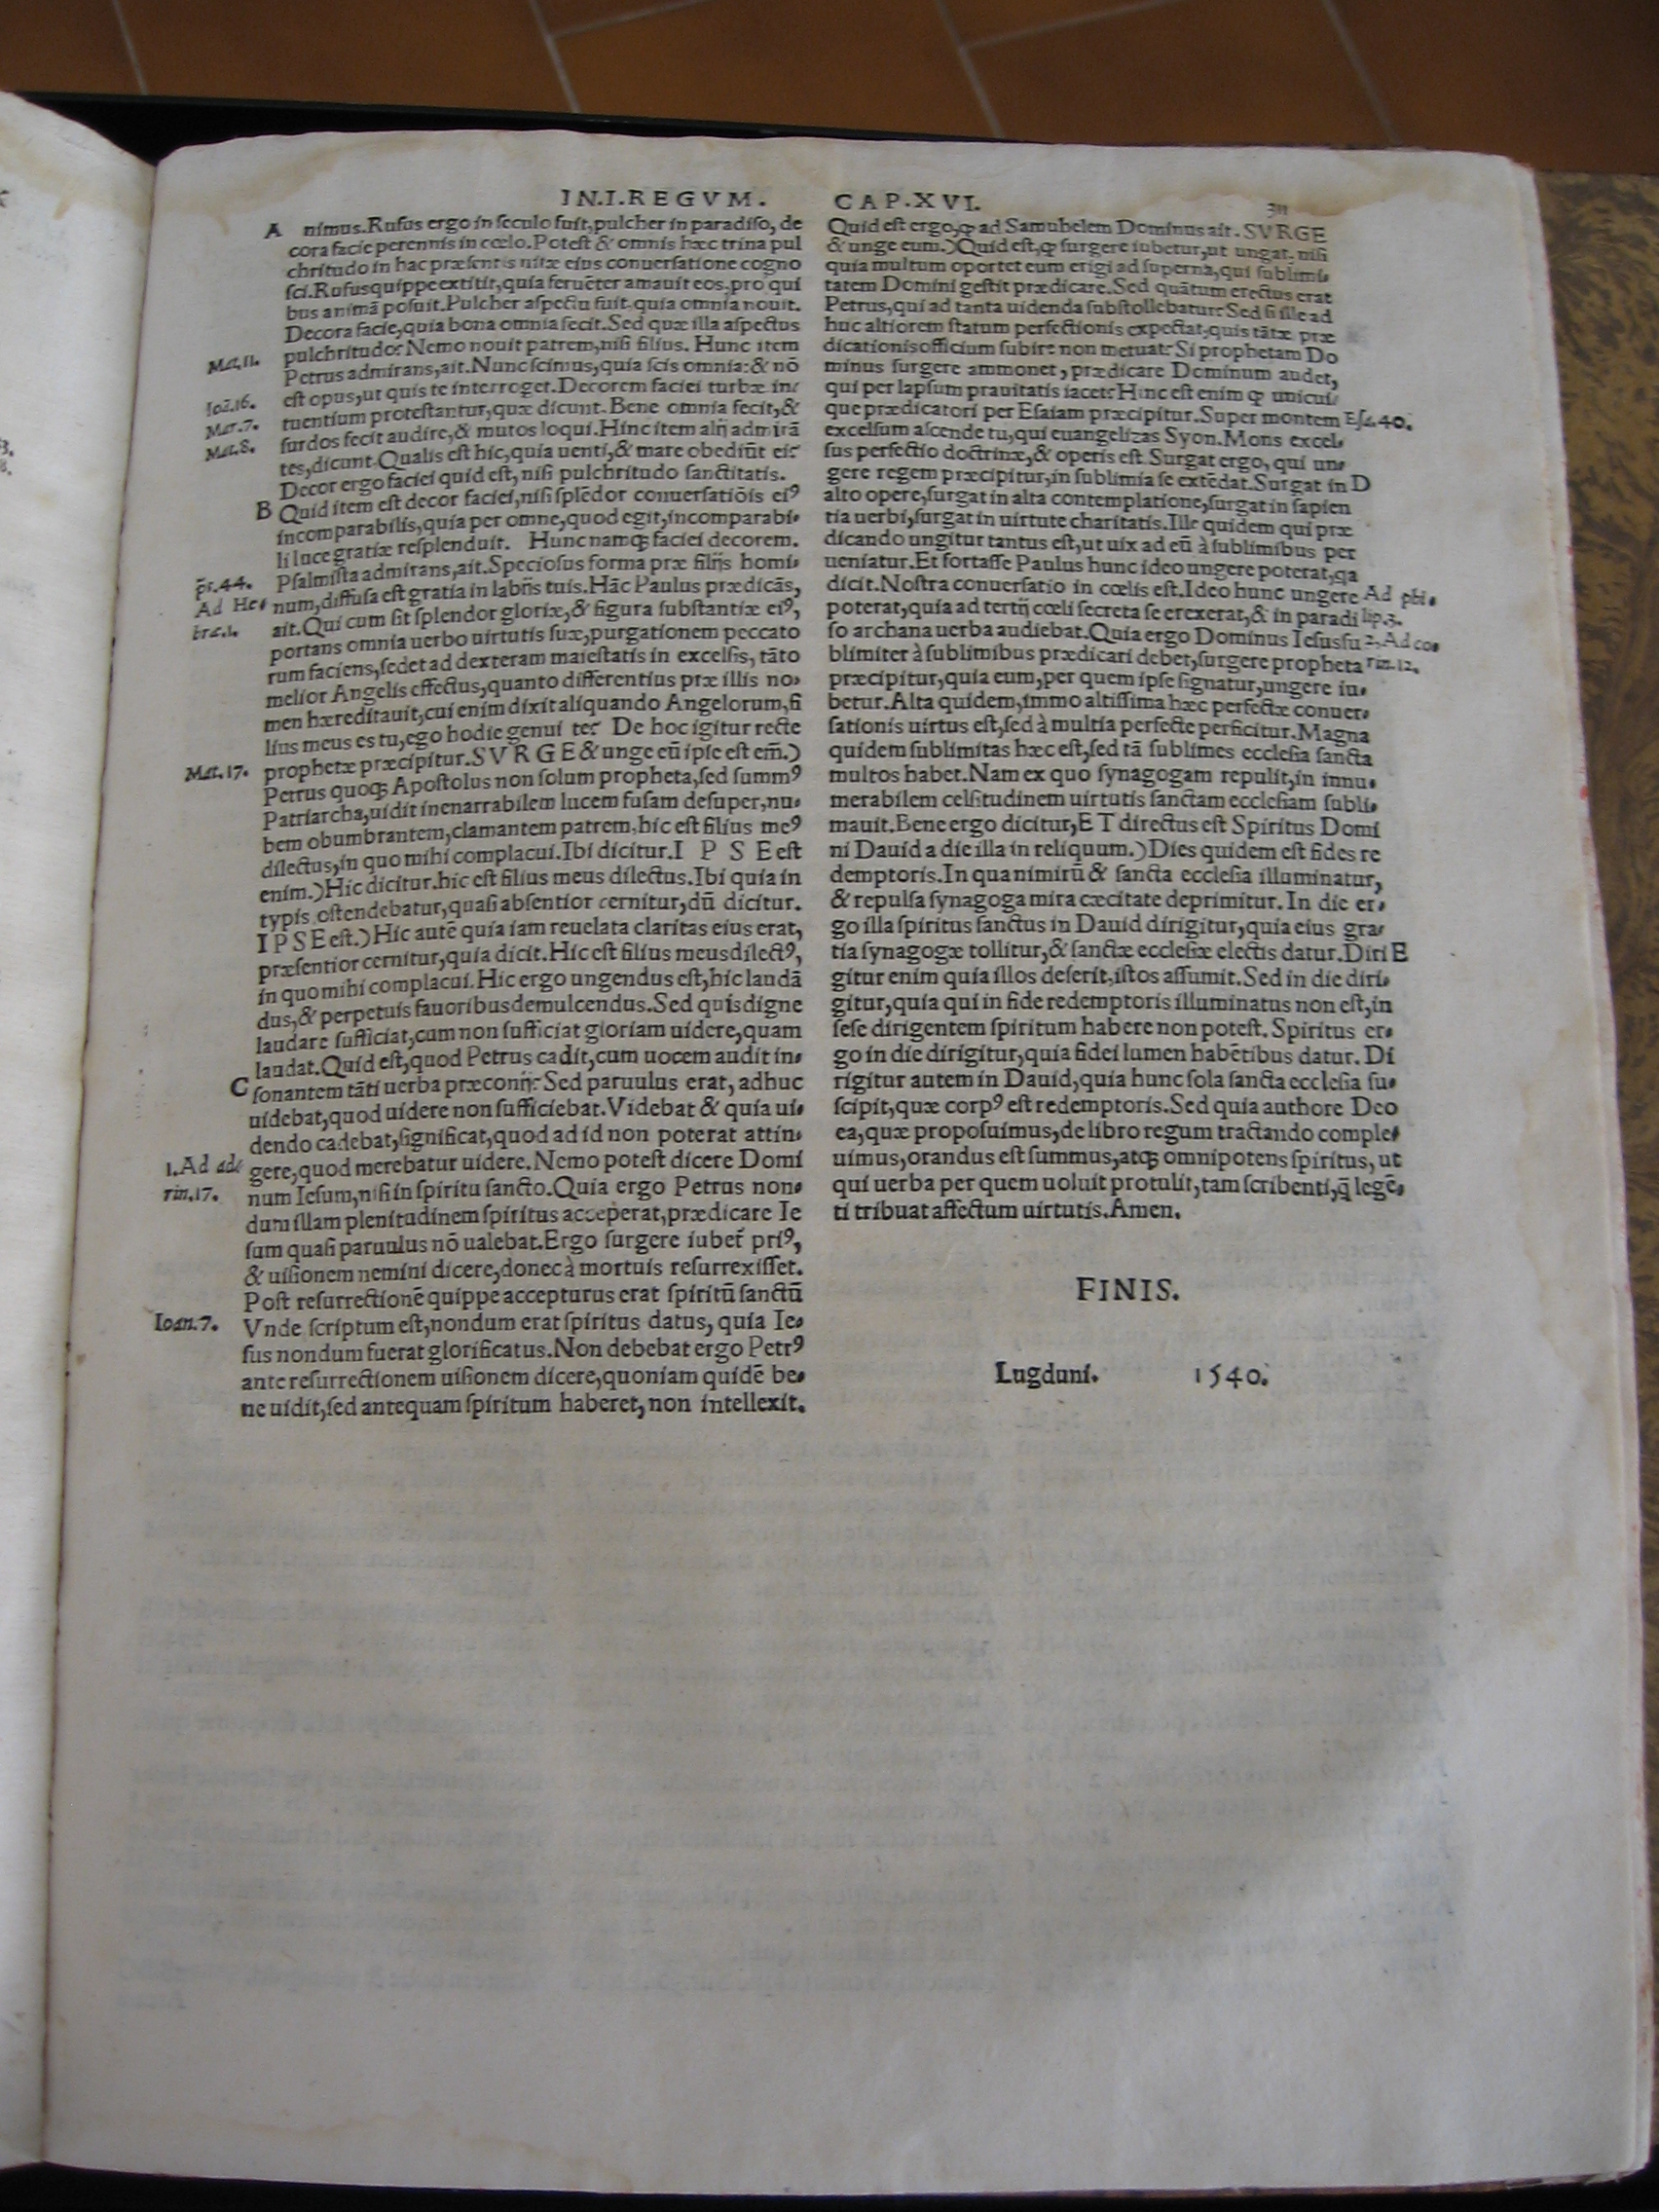 IN.I.REGVM. CAP.XVI.
311
A nimus.Rufus ergo in ſeculo fuit,pulcher in paradiſo, de
cora facie perennis in cœlo.Poteſt & omnis hæc trina pul
chritudo in hac præſentis uitæ eius conuerſatione cogno
ſci.Rufus quippe extitit,quia feruēter amauit eos,pro qui
bus animā poſuit.Pulcher aſpectu fuit,quia omnia nouit.
Decora facie,quia bona omnia fecit.Sed quæ illa aſpectus
Mat.11. pulchritudo? Nemo nouit patrem,niſi filius. Hunc item
Petrus admirans,ait.Nunc ſcimus,quia ſcis omnia:& nō
Ioā.16. eſt opus,ut quis te interroget.Decorem faciei turbæ in/
Mar.7. tuentium proteſtantur,quæ dicunt.Bene omnia fecit,&
Mat.8. ſurdos fecit audire,& mutos loqui.Hinc item alij admirā
tes,dicunt.Qualis eſt hic,quia uenti,& mare obediūt ei?
Decor ergo faciei quid eſt, niſi pulchritudo ſanctitatis.
B Quid item eſt decor faciei,niſi ſplēdor conuerſatiōis eiꝰ
incomparabilis,quia per omne,quod egit,incomparabi-
li luce gratiæ reſplenduit. Hunc namqꝫ faciei decorem.
ps.44. Pſalmiſta admirans,ait.Specioſus forma præ filijs homi-
Ad He- num,diffuſa eſt gratia in labijs tuis. Hāc Paulus prædicās,
bræ.1. ait.Qui cum ſit ſplendor gloriæ,& figura ſubſtantiæ eiꝰ,
portans omnia uerbo uirtutis ſuæ,purgationem peccato
rum faciens,ſedet ad dexteram maieſtatis in excelſis, tāto
melior Angelis effectus,quanto differentius præ illis no-
men hæreditauit,cui enim dixit aliquando Angelorum,fi
lius meus es tu,ego hodie genui te? De hoc igitur recte
prophetæ præcipitur.SVRGE & unge eū ipſe eſt em̄.)
Mat.17. Petrus quoqꝫ Apoſtolus non ſolum propheta,ſed ſummꝰ
Patriarcha,uidit inenarrabilem lucem fuſam deſuper,nu-
bem obumbrantem,clamantem patrem,hic eſt filius meꝰ
dilectus,in quo mihi complacui.Ibi dicitur.I P S E eſt
enim.)Hic dicitur.hic eſt filius meus dilectus.Ibi quia in
typis oſtendebatur,quaſi abſentior cernitur,dū dicitur.
IPSE eſt.)Hic autē quia iam reuelata claritas eius erat,
præſentior cernitur,quia dicit.Hic eſt filius meus dilectꝰ,
in quo mihi complacui.Hic ergo ungendus eſt,hic laudā
dus,& perpetuis fauoribus demulcendus.Sed quis digne
laudare ſufficiat,cum non ſufficiat gloriam uidere,quam
laudat.Quid eſt,quod Petrus cadit,cum uocem audit in-
C ſonantem tāti uerba præconij? Sed paruulus erat, adhuc
uidebat,quod uidere non ſufficiebat.Videbat & quia ui-
dendo cadebat,ſignificat,quod ad id non poterat attin-
gere,quod merebatur uidere.Nemo poteſt dicere Domi
rin.17. num Ieſum,niſi in ſpiritu ſancto.Quia ergo Petrus non-
dum illam plenitudinem ſpiritus acceperat,prædicare Ie
ſum quaſi paruulus nō ualebat.Ergo ſurgere iubet̄ priꝰ,
& uiſionem nemini dicere,donec à mortuis reſurrexiſſet.
Poſt reſurrectionē quippe accepturus erat ſpiritū ſanctū
Ioan.7. Vnde ſcriptum eſt,nondum erat ſpiritus datus, quia Ie-
ſus nondum fuerat glorificatus.Non debebat ergo Petrꝰ
ante reſurrectionem uiſionem dicere,quoniam quidē be-
ne uidit,ſed antequam ſpiritum haberet, non intellexit.
Quid eſt ergo,ꝙ ad Samuhelem Dominus ait.SVRGE
& unge eum.)Quid eſt,ꝙ ſurgere iubetur,ut ungat, niſi
quia multum oportet eum erigi ad ſuperna,qui ſublimi-
tatem Domini geſtit prædicare.Sed quātum erectus erat
Petrus,qui ad tanta uidenda ſubſtollebatur? Sed ſi ille ad
huc altiorem ſtatum perfectionis expectat,quis tātæ præ
dicationis officium ſubire non metuat? Si prophetam Do
minus ſurgere ammonet, prædicare Dominum audet,
qui per lapſum prauitatis iacet? Hinc eſt enim ꝙ unicui/
que prædicatori per Eſaiam præcipitur.Super montem Eſa.40.
excelſum aſcende tu,qui euangelizas Syon.Mons excel-
ſus perfectio doctrinæ,& operis eſt.Surgat ergo, qui un-
gere regem præcipitur,in ſublimia ſe extēdat.Surgat in D
alto opere,ſurgat in alta contemplatione,ſurgat in ſapien
tia uerbi,ſurgat in uirtute charitatis.Ille quidem qui præ
dicando ungitur tantus eſt,ut uix ad eū à ſublimibus per
ueniatur.Et fortaſſe Paulus hunc ideo ungere poterat,qa
dicit.Noſtra conuerſatio in cœlis eſt.Ideo hunc ungere Ad phi-
poterat,quia ad tertij cœli ſecreta ſe erexerat,& in paradi lip.3.
ſo archana uerba audiebat.Quia ergo Dominus Ieſus ſu 2.Ad co-
blimiter à ſublimibus prædicari debet,ſurgere propheta rin.12.
præcipitur,quia eum,per quem ipſe ſignatur,ungere iu-
betur.Alta quidem,immo altiſſima hæc perfectæ conuer-
ſationis uirtus eſt,ſed à multia perfecte perficitur.Magna
quidem ſublimitas hæc eſt,ſed tā ſublimes eccleſia ſancta
multos habet.Nam ex quo ſynagogam repulit,in innu-
merabilem celſitudinem uirtutis ſanctam eccleſiam ſubli-
mauit.Bene ergo dicitur,ET directus eſt Spiritus Domi
ni Dauid a die illa in reliquum.)Dies quidem eſt fides re
demptoris.In qua nimirū & ſancta eccleſia illuminatur,
& repulſa ſynagoga mira cæcitate deprimitur. In die er-
go illa ſpiritus ſanctus in Dauid dirigitur,quia eius gra/
tia ſynagogæ tollitur,& ſanctæ eccleſiæ electis datur.Diri E
gitur enim quia illos deſerit,iſtos aſſumit.Sed in die diri-
gitur,quia qui in fide redemptoris illuminatus non eſt,in
ſeſe dirigentem ſpiritum habere non poteſt. Spiritus er-
go in die dirigitur,quia fidei lumen habētibus datur. Di
rigitur autem in Dauid,quia hunc ſola ſancta eccleſia ſu-
ſcipit,quæ corpꝰ eſt redemptoris.Sed quia authore Deo
ea,quæ propoſuimus,de libro regum tractando comple/
uimus,orandus eſt ſummus,atqꝫ omnipotens ſpiritus, ut
qui uerba per quem uoluit protulit,tam ſcribenti,q̄ legē-
ti tribuat affectum uirtutis.Amen.
FINIS.
Lugduni. 1540.